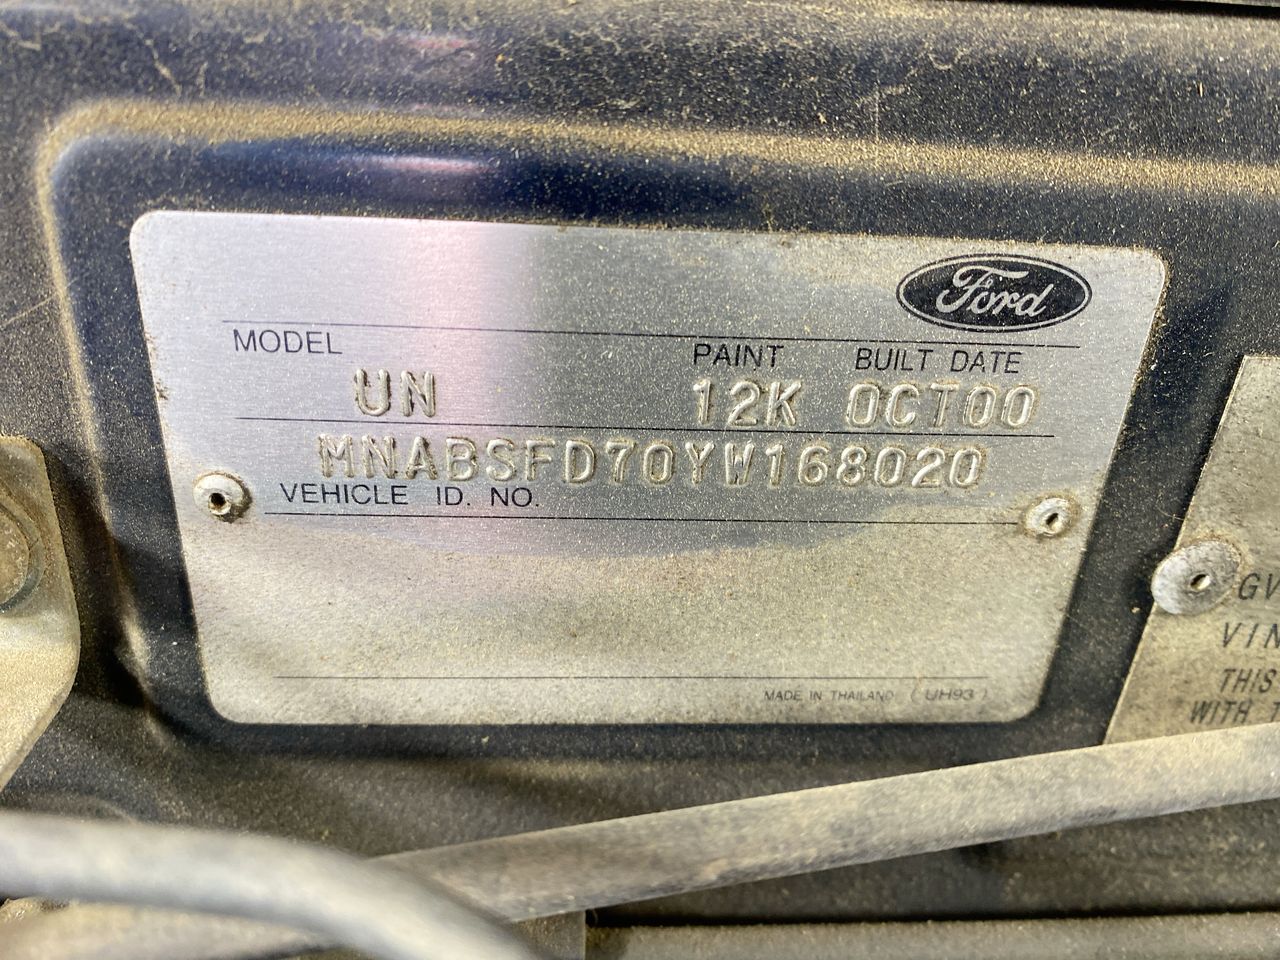 Ford
MODEL PAINT BUILT DATE
UN 12K OCT00
MNABSFD70YW168020
VEHICLE ID. NO.
MADE IN THAILAND (UH93)
GV
VIN
THIS
WITH T